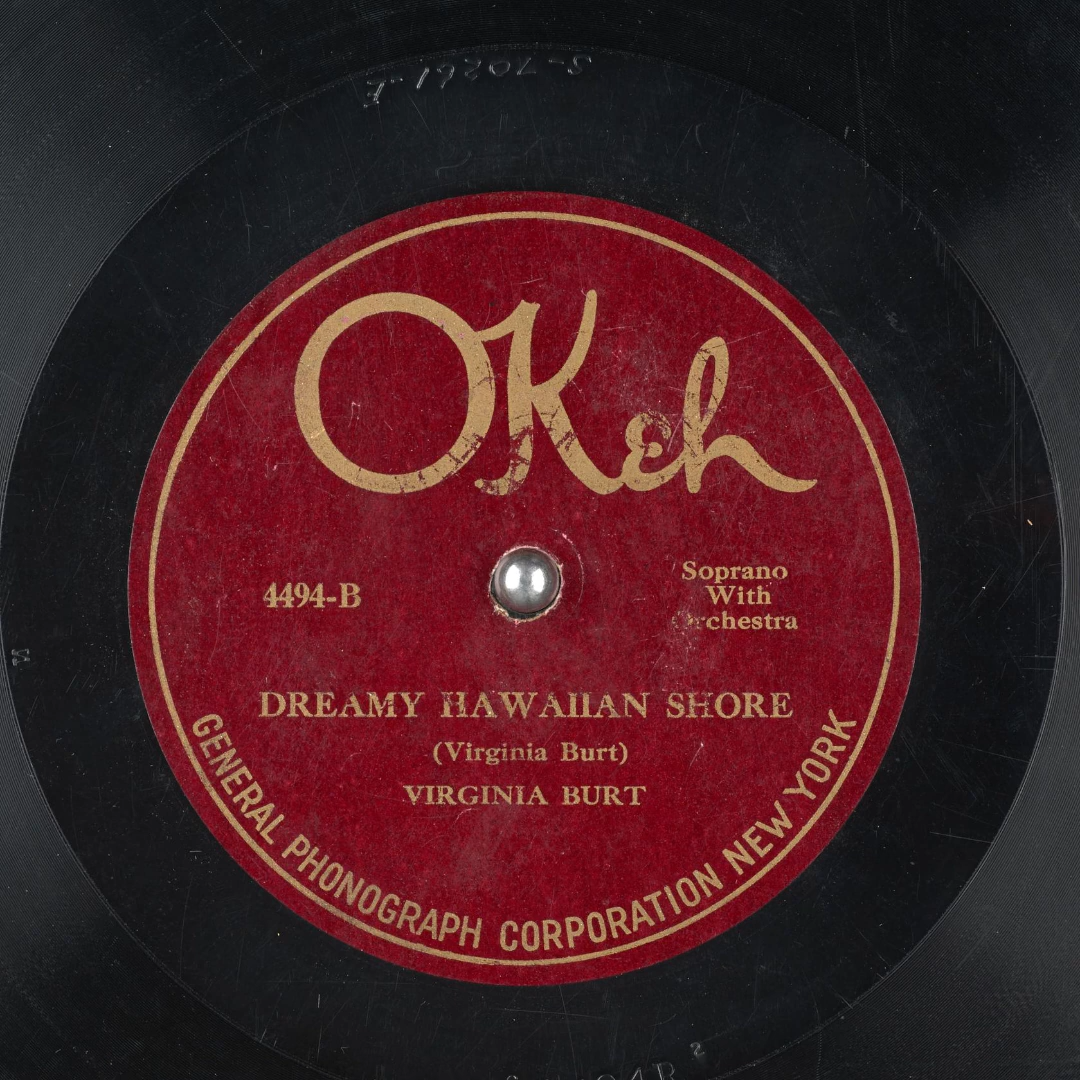 S-70261-E
OKeh
4494-B
Soprano
With
Orchestra
DREAMY HAWAIIAN SHORE
(Virginia Burt)
VIRGINIA BURT
GENERAL PHONOGRAPH CORPORATION NEW YORK